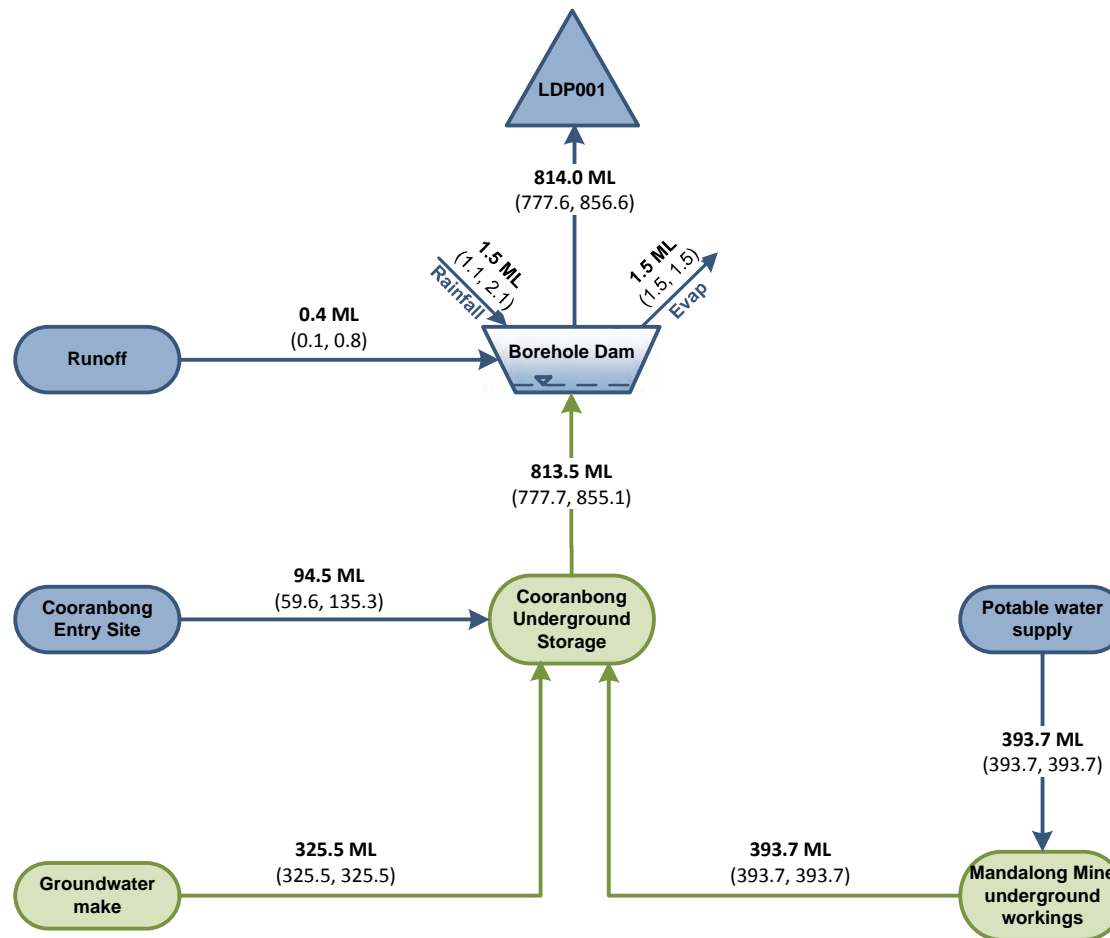 LDP001
814.0 ML
(777.6, 856.6)
1.5 ML
(1.1, 2.1)
Rainfall
1.5 ML
(1.5, 1.5)
Evap
0.4 ML
(0.1, 0.8)
Runoff
Borehole Dam
813.5 ML
(777.7, 855.1)
94.5 ML
(59.6, 135.3)
Cooranbong
Entry Site
Cooranbong
Underground
Storage
Potable water
supply
393.7 ML
(393.7, 393.7)
325.5 ML
(325.5, 325.5)
393.7 ML
(393.7, 393.7)
Groundwater
make
Mandalong Mine
underground
workings